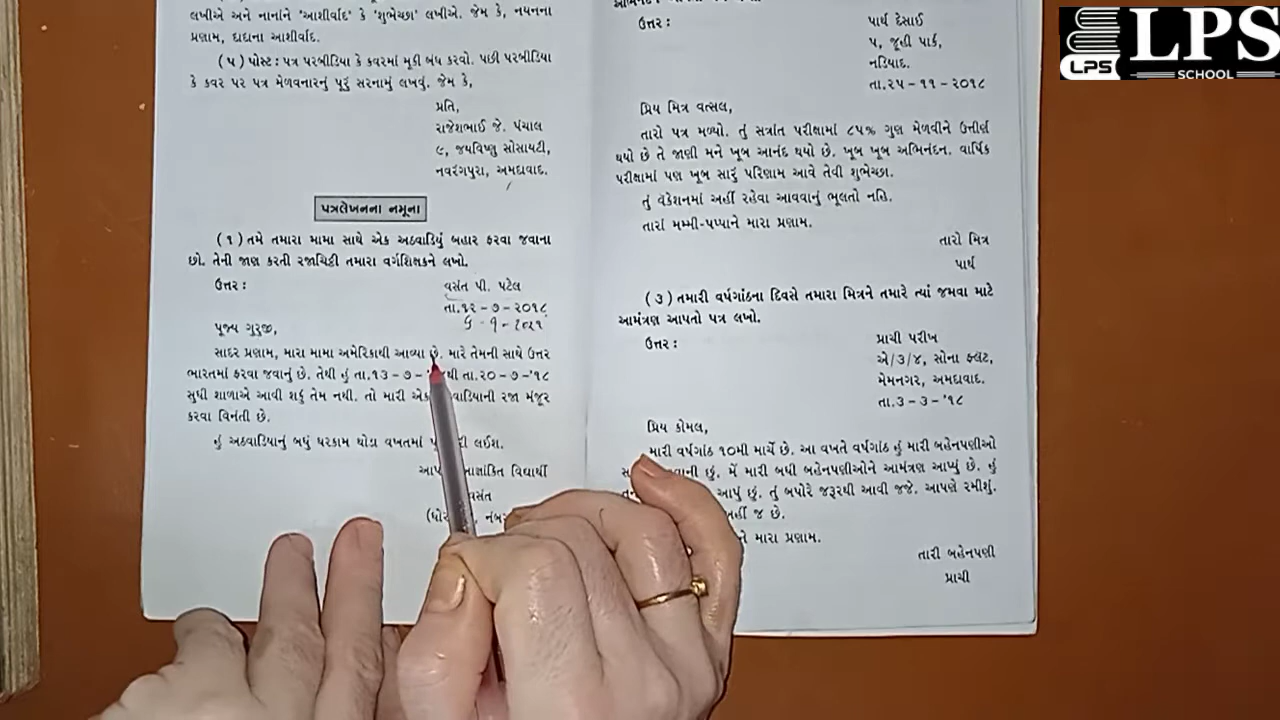 લખીએ અને નાનાંને 'આશીર્વાદ' કે 'શુભેચ્છા' લખીએ. જેમ કે, નયનના
પ્રણામ, દાદાના આશીર્વાદ.
(૫) પોસ્ટ : પત્ર પરબીડિયા કે કવરમાં મૂકી બંધ કરવો. પછી પરબીડિયા
કે કવર પર પત્ર મેળવનારનું પૂરું સરનામું લખવું. જેમ કે,
પ્રતિ,
રાજેશભાઈ જે. પંચાલ
૯, જયવિષ્ણુ સોસાયટી,
નવરંગપુરા, અમદાવાદ.
પત્રલેખનના નમૂના
(૧) તમે તમારા મામા સાથે એક અઠવાડિયું બહાર ફરવા જવાના
છો. તેની જાણ કરતી રજાચિઠ્ઠી તમારા વર્ગશિક્ષકને લખો.
ઉત્તર :
વસંત પી. પટેલ
તા.૧૨ – ૭ – ૨૦૧૮
પૂજ્ય ગુરુજી,
સાદર પ્રણામ, મારા મામા અમેરિકાથી આવ્યા છે. મારે તેમની સાથે ઉત્તર
ભારતમાં ફરવા જવાનું છે. તેથી હું તા.૧૩ – ૭ – થી તા.૨૦ – ૭ –'૧૮
સુધી શાળાએ આવી શકું તેમ નથી. તો મારી એક વાડિયાની રજા મંજૂર
કરવા વિનંતી છે.
હું અઠવાડિયાનું બધું ઘરકામ થોડા વખતમાં લઈશ.
આજ્ઞાંકિત વિદ્યાર્થી
વસંત
ઉત્તર :
પાર્થ દેસાઈ
૫, જૂહી પાર્ક,
નડિયાદ.
તા.૨૫ – ૧૧ – ૨૦૧૮
પ્રિય મિત્ર વત્સલ,
તારો પત્ર મળ્યો. તું સત્રાંત પરીક્ષામાં ૮૫% ગુણ મેળવીને ઉત્તીર્ણ
થયો છે તે જાણી મને ખૂબ આનંદ થયો છે. ખૂબ ખૂબ અભિનંદન. વાર્ષિક
પરીક્ષામાં પણ ખૂબ સારું પરિણામ આવે તેવી શુભેચ્છા.
તું વૅકેશનમાં અહીં રહેવા આવવાનું ભૂલતો નહિ.
તારાં મમ્મી-પપ્પાને મારા પ્રણામ.
તારો મિત્ર
પાર્થ
(૩) તમારી વર્ષગાંઠના દિવસે તમારા મિત્રને તમારે ત્યાં જમવા માટે
આમંત્રણ આપતો પત્ર લખો.
ઉત્તર :
પ્રાચી પરીખ
એ/૩/૪, સોના ફ્લૅટ,
મેમનગર, અમદાવાદ.
તા.૩ – ૩ – '૧૮
પ્રિય કોમલ,
મારી વર્ષગાંઠ ૧૦મી માર્ચે છે. આ વખતે વર્ષગાંઠ હું મારી બહેનપણીઓ
છું. મેં મારી બધી બહેનપણીઓને આમંત્રણ આપ્યું છે. હું
આપું છું. તું બપોરે જરૂરથી આવી જજે. આપણે રમીશું.
જ છે.
મારા પ્રણામ.
તારી બહેનપણી
પ્રાચી
LPS
LPS
SCHOOL